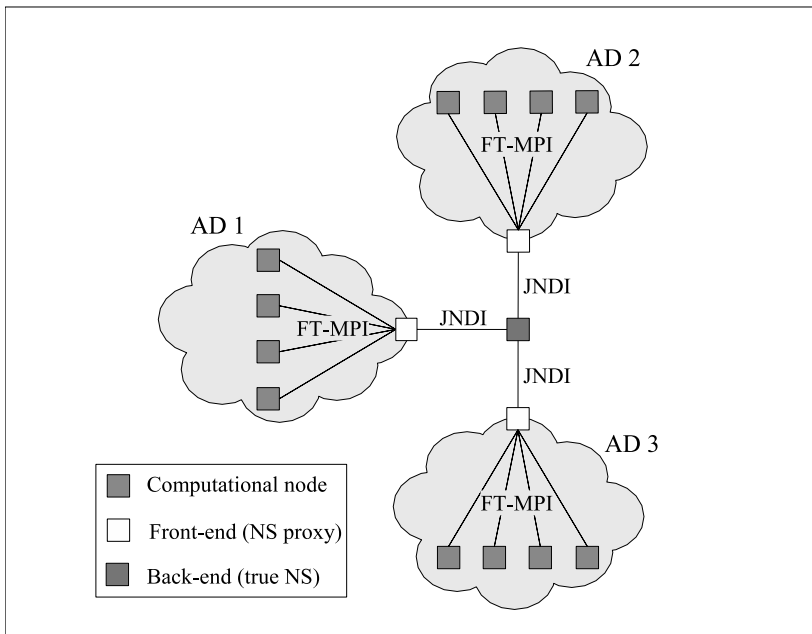 AD 2
FT-MPI
JNDI
AD 1
FT-MPI
JNDI
JNDI
AD 3
FT-MPI
Computational node
Front-end (NS proxy)
Back-end (true NS)